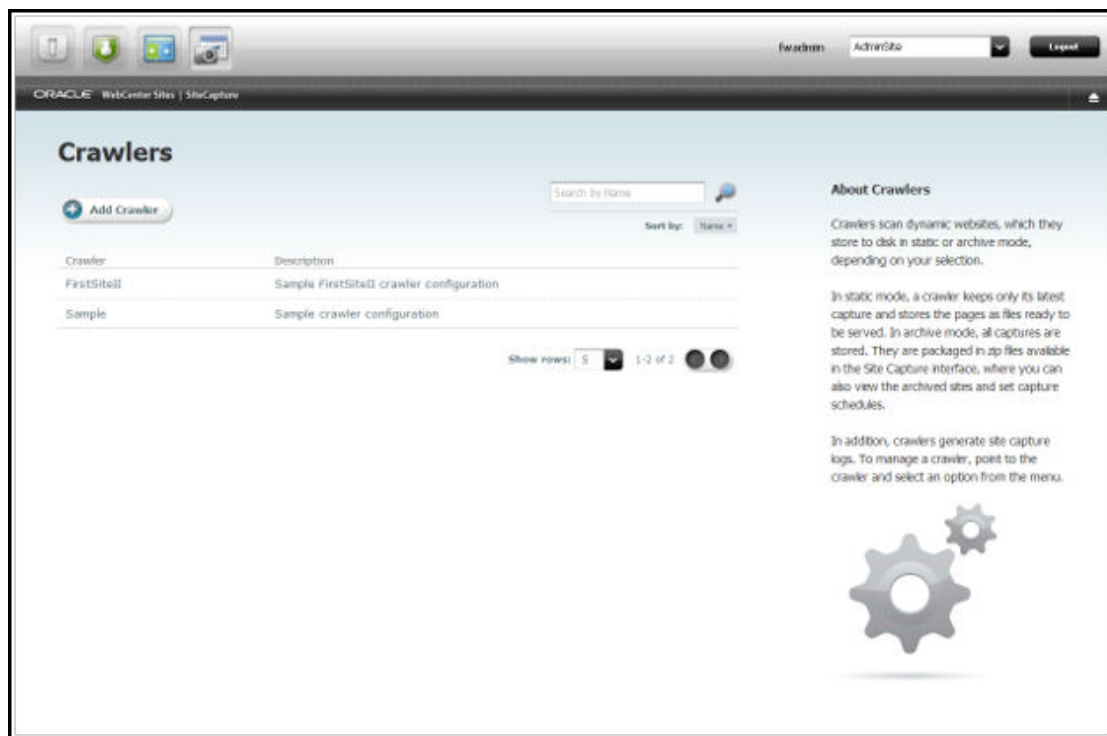 fwadmin AdminSite Logout
ORACLE WebCenter Sites | SiteCapture
Crawlers
Add Crawler
Search by Name
Sort by: Name
Crawler Description
FirstSiteII Sample FirstSiteII crawler configuration
Sample Sample crawler configuration
Show rows: 5 1-2 of 2
About Crawlers
Crawlers scan dynamic websites, which they
store to disk in static or archive mode,
depending on your selection.
In static mode, a crawler keeps only its latest
capture and stores the pages as files ready to
be served. In archive mode, all captures are
stored. They are packaged in zip files available
in the Site Capture interface, where you can
also view the archived sites and set capture
schedules.
In addition, crawlers generate site capture
logs. To manage a crawler, point to the
crawler and select an option from the menu.